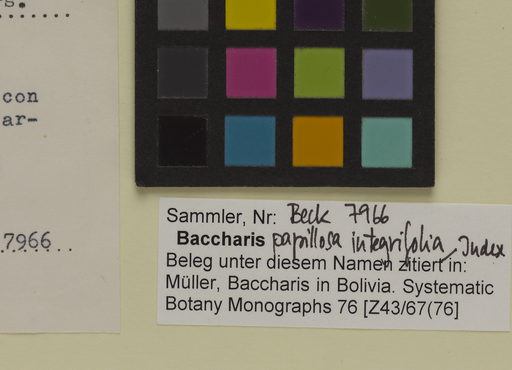 s.
con
ar-
7966
Sammler, Nr: Beck 7966
Baccharis papillosa integrifolia, Index
Beleg unter diesem Namen zitiert in:
Müller, Baccharis in Bolivia. Systematic
Botany Monographs 76 [Z43/67(76]